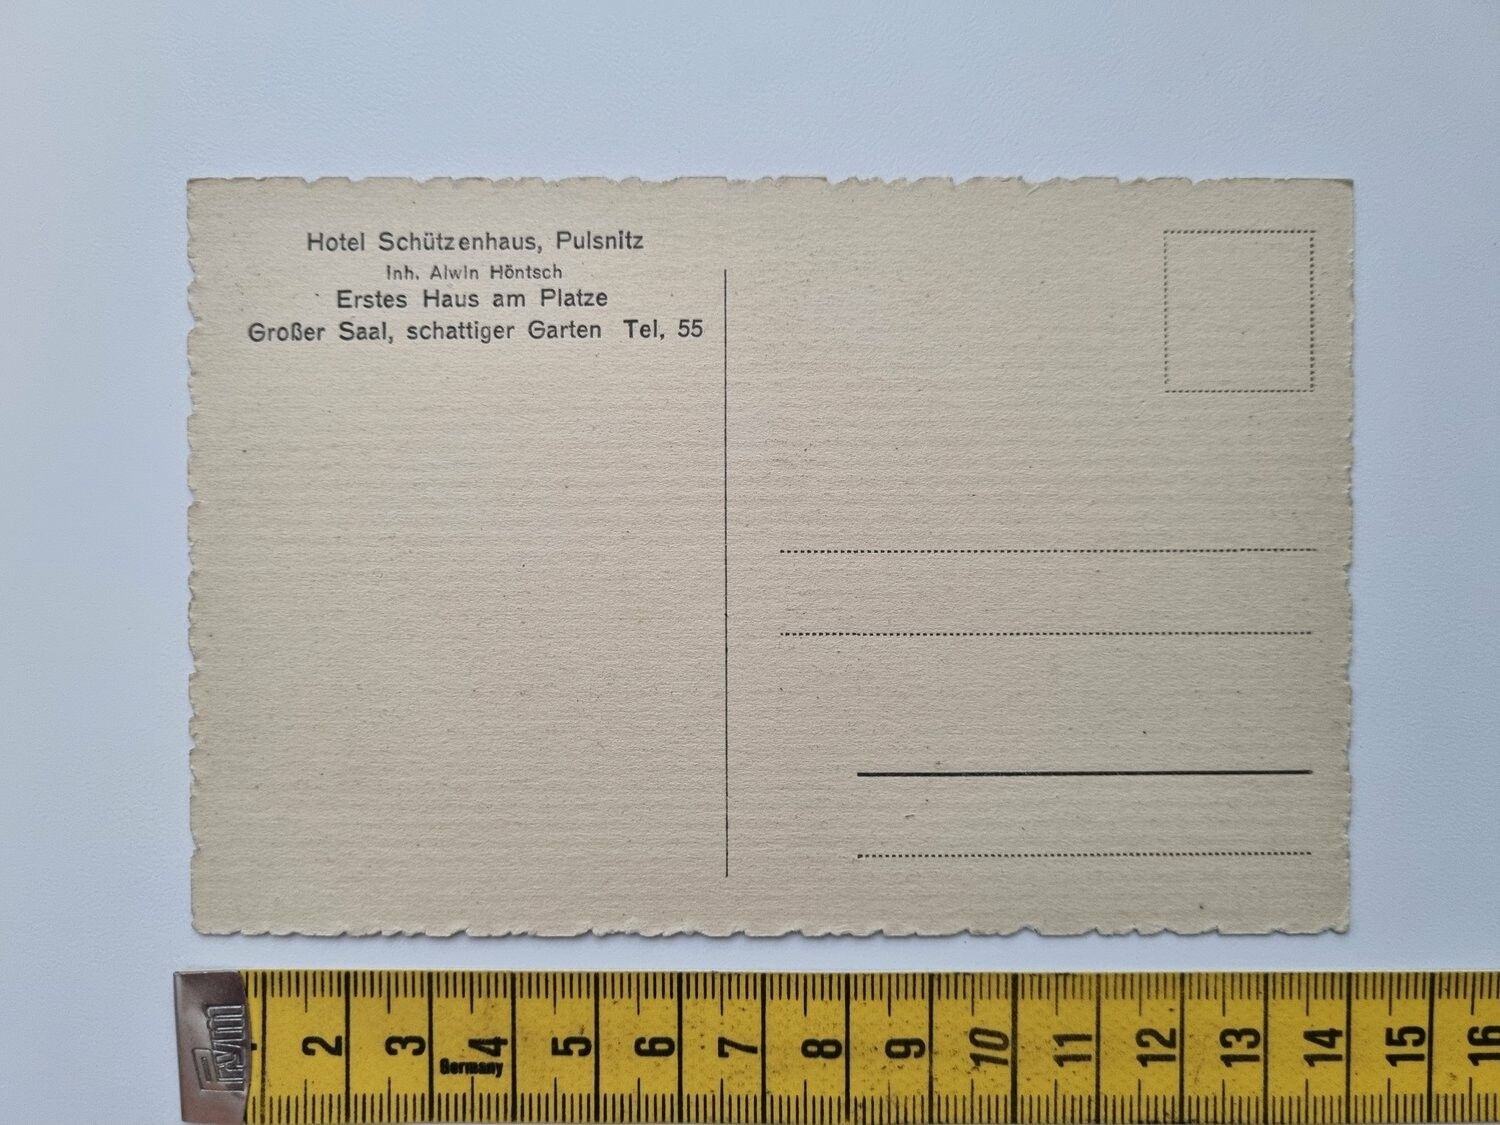 Hotel Schützenhaus, Pulsnitz
Inh. Alwin Höntsch
Erstes Haus am Platze
Großer Saal, schattiger Garten Tel. 55
Prym
2 3 4 5 6 7 8 9 10 11 12 13 14 15 16
Germany